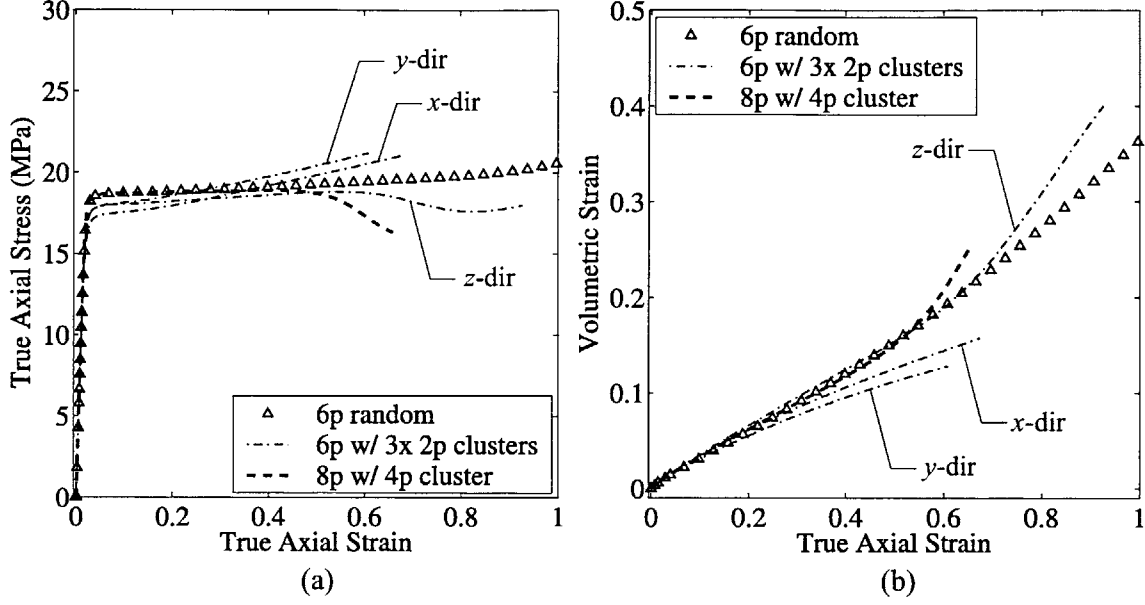 30
25
20
15
10
5
0
True Axial Stress (MPa)
y-dir
x-dir
z-dir
6p random
6p w/ 3x 2p clusters
8p w/ 4p cluster
0
0.2
0.4
0.6
0.8
1
True Axial Strain
(a)
0.5
0.4
0.3
0.2
0.1
0
Volumetric Strain
6p random
6p w/ 3x 2p clusters
8p w/ 4p cluster
z-dir
x-dir
y-dir
0
0.2
0.4
0.6
0.8
1
True Axial Strain
(b)